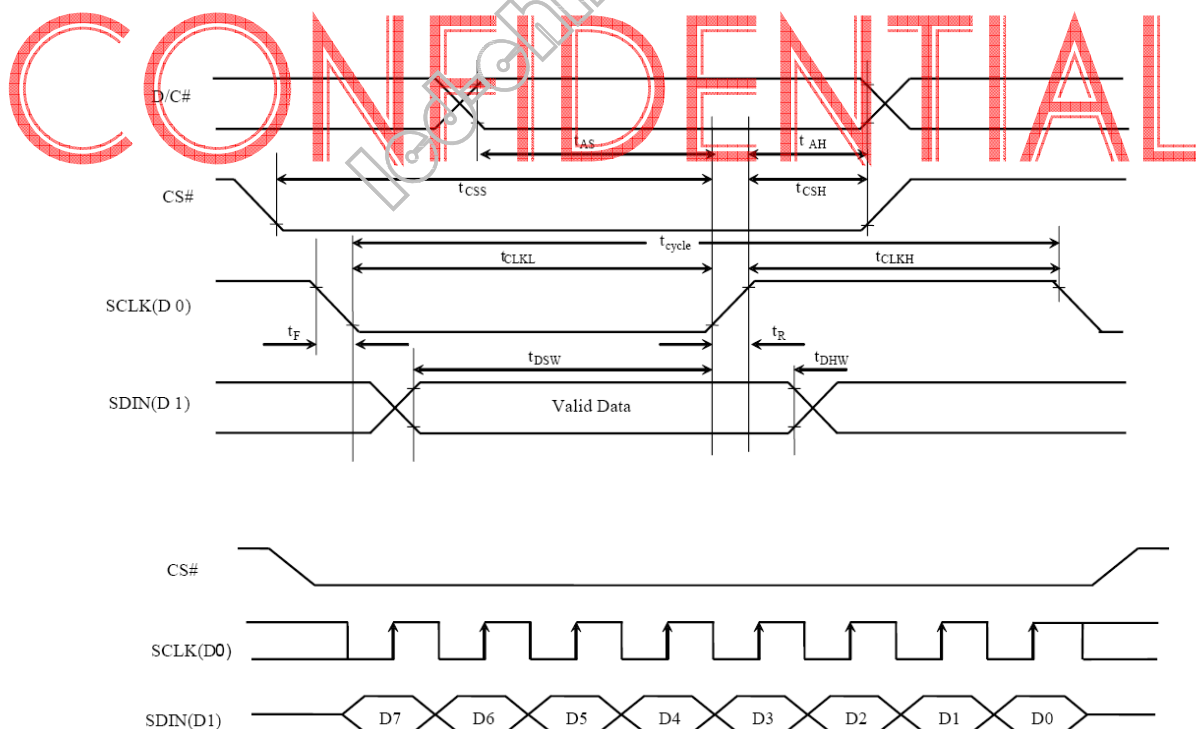 CONFIDENTIAL
D/C#
tAS
t AH
CS#
tCSS
tCSH
tcycle
tCLKL
tCLKH
SCLK(D 0)
tF
tR
tDSW
tDHW
SDIN(D 1)
Valid Data
CS#
SCLK(D0)
SDIN(D1)
D7
D6
D5
D4
D3
D2
D1
D0